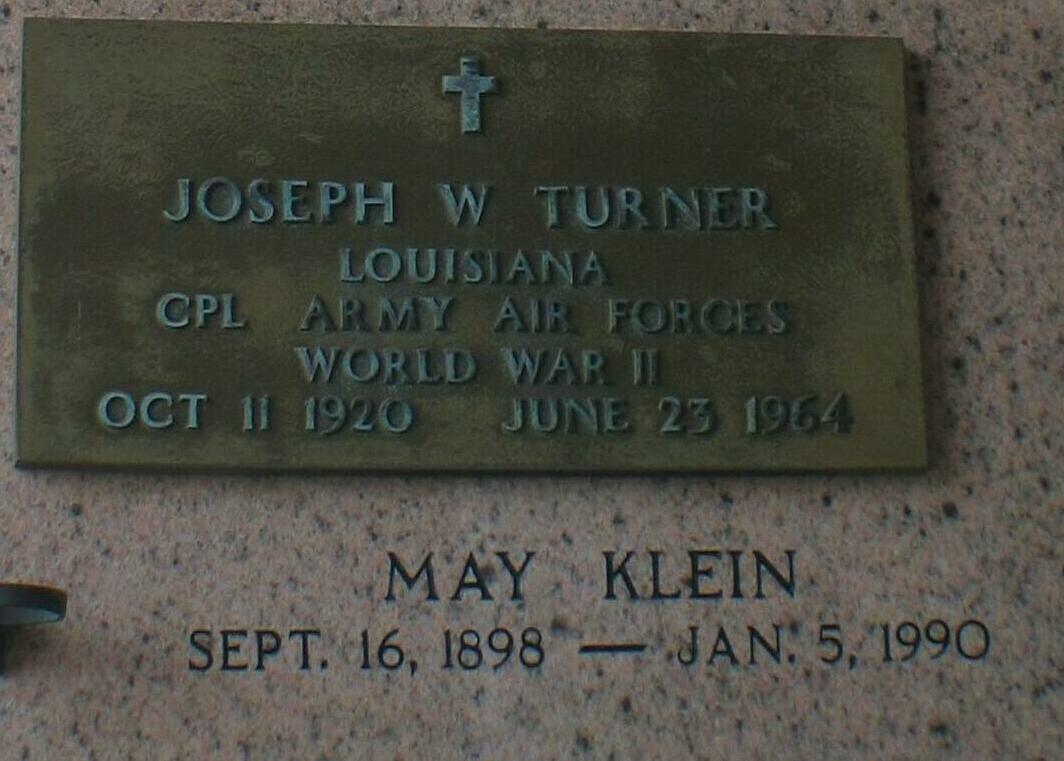 JOSEPH W TURNER
LOUISIANA
CPL ARMY AIR FORCES
WORLD WAR II
OCT 11 1920 JUNE 23 1964
MAY KLEIN
SEPT. 16, 1898 — JAN. 5, 1990